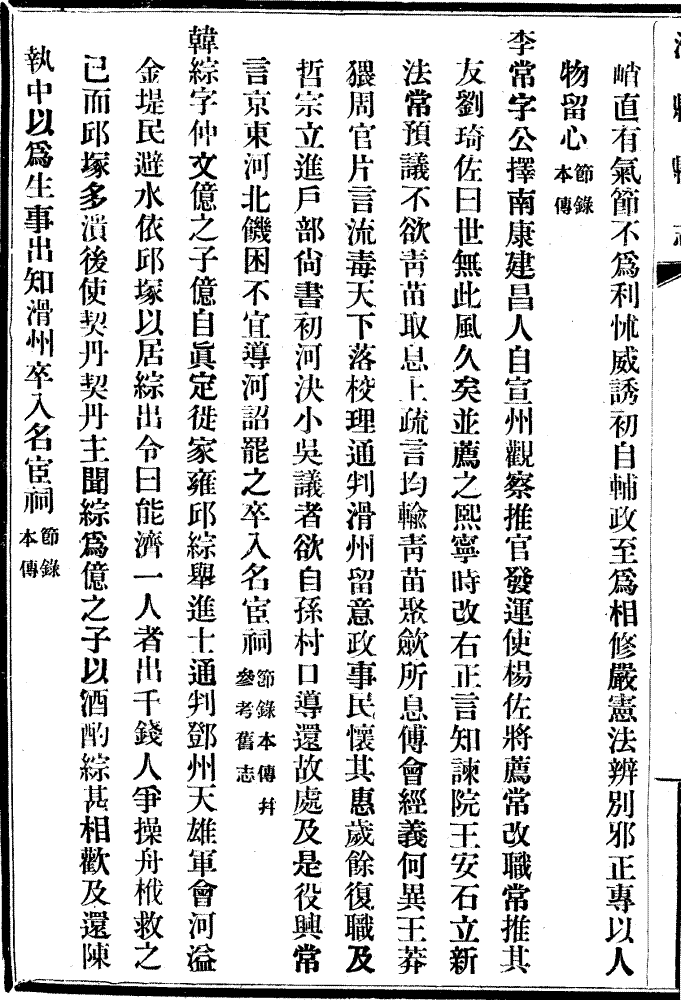 峭直有氣節不爲利怵威誘初自輔政至爲相修嚴憲法辨別邪正專以人
物留心節錄本傳
李常字公擇南康建昌人自宣州觀察推官發運使楊佐將薦常改職常推其
友劉琦佐曰世無此風久矣並薦之熙寧時改右正言知諫院王安石立新
法常預議不欲靑苗取息上疏言均輸靑苗聚歛所息傅會經義何異王莽
猥周官片言流毒天下落校理通判滑州留意政事民懷其惠歲餘復職及
哲宗立進戸部尙書初河決小吳議者欲自孫村口導還故處及是役興常
言京東河北饑困不宜導河詔罷之卒入名宦祠節錄本傳幷參考舊志
韓綜字仲文億之子億自眞定徙家雍邱綜舉進士通判鄧州天雄軍會河溢
金堤民避水依邱塚以居綜出令曰能濟一人者出千錢人爭操舟栰救之
已而邱塚多潰後使契丹契丹主聞綜爲億之子以酒酌綜甚相歡及還陳
執中以爲生事出知滑州卒入名宦祠節錄本傳